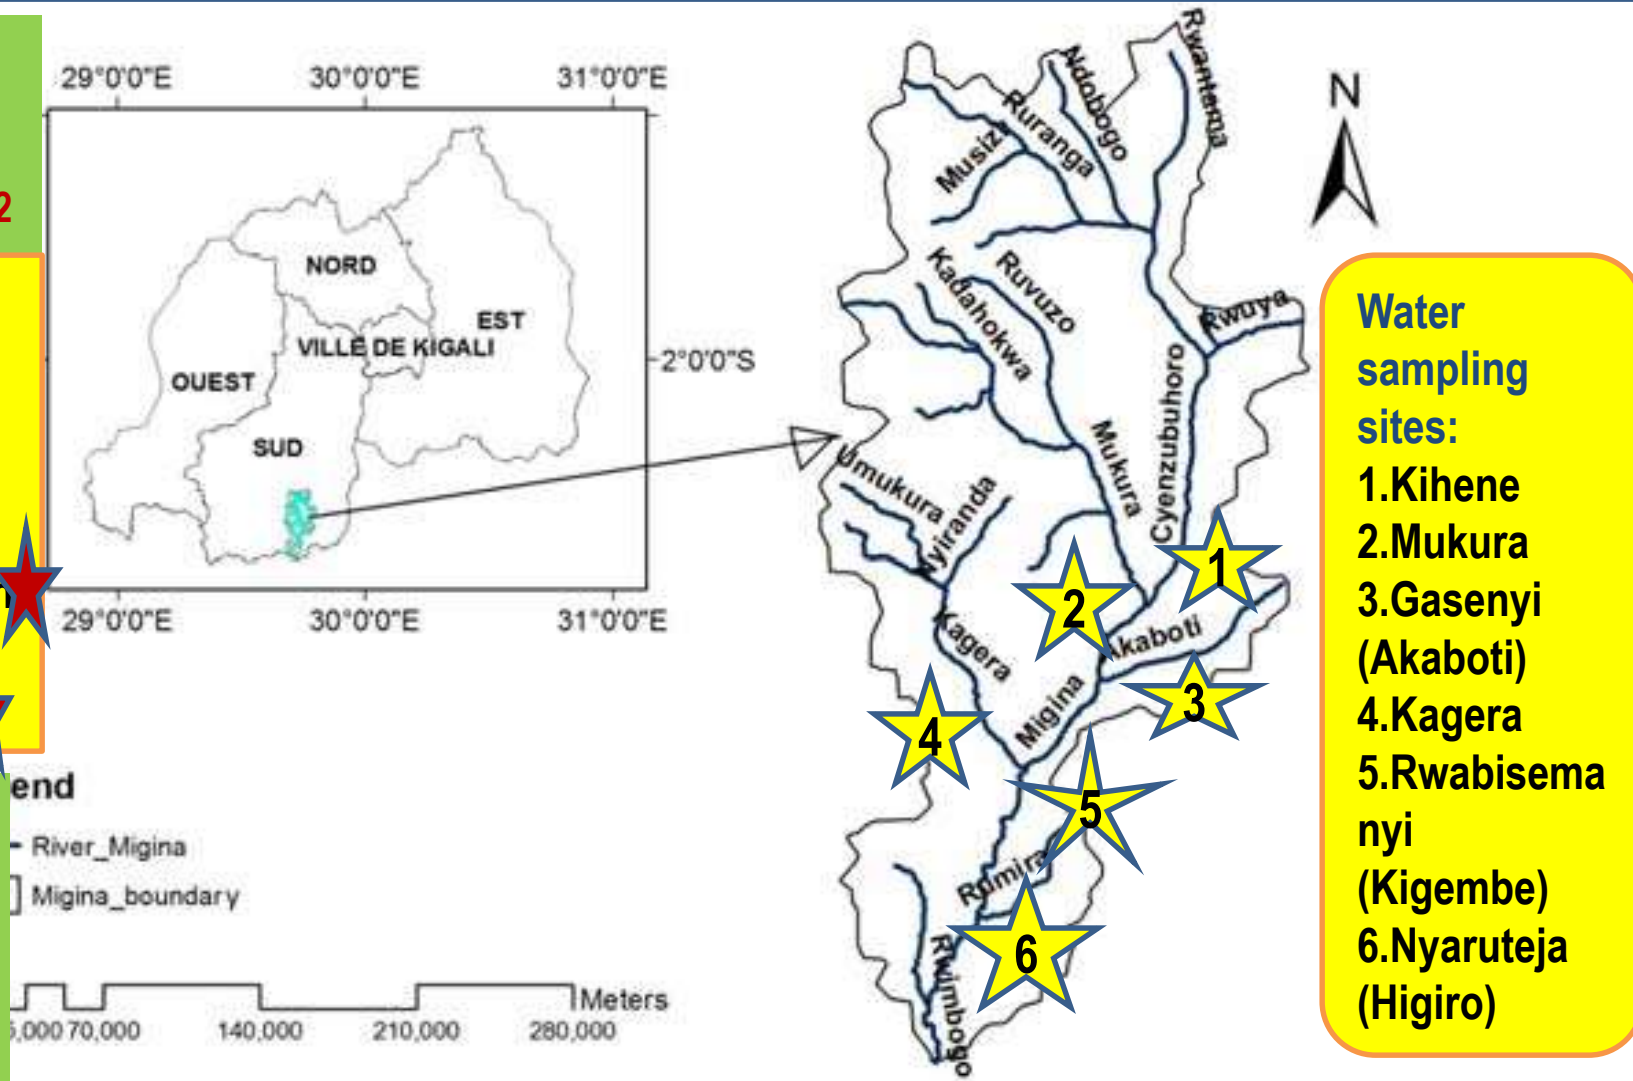 29°0'0"E 30°0'0"E 31°0'0"E
2
NORD
EST
VILLE DE KIGALI
OUEST
SUD
2°0'0"S
29°0'0"E 30°0'0"E 31°0'0"E
end
River_Migina
Migina_boundary
Meters
70,000 140,000 210,000 280,000
N
Rwantama
Ndobogo
Ruranga
Musizi
Kadahokwa
Ruvuzo
Rwuya
Cyenzubuhoro
Mukura
Umukura
Nyiranda
Kagera
Akaboti
Migina
Rumira
Rwimbogo
1
2
3
4
5
6
Water
sampling
sites:
1.Kihene
2.Mukura
3.Gasenyi
(Akaboti)
4.Kagera
5.Rwabisema
nyi
(Kigembe)
6.Nyaruteja
(Higiro)